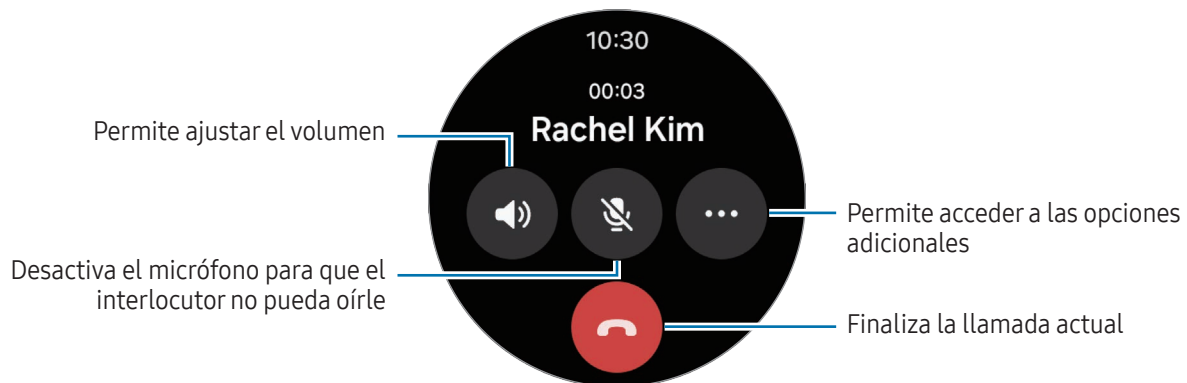 10:30
00:03
Rachel Kim
Permite ajustar el volumen
Permite acceder a las opciones
adicionales
Desactiva el micrófono para que el
interlocutor no pueda oírle
Finaliza la llamada actual